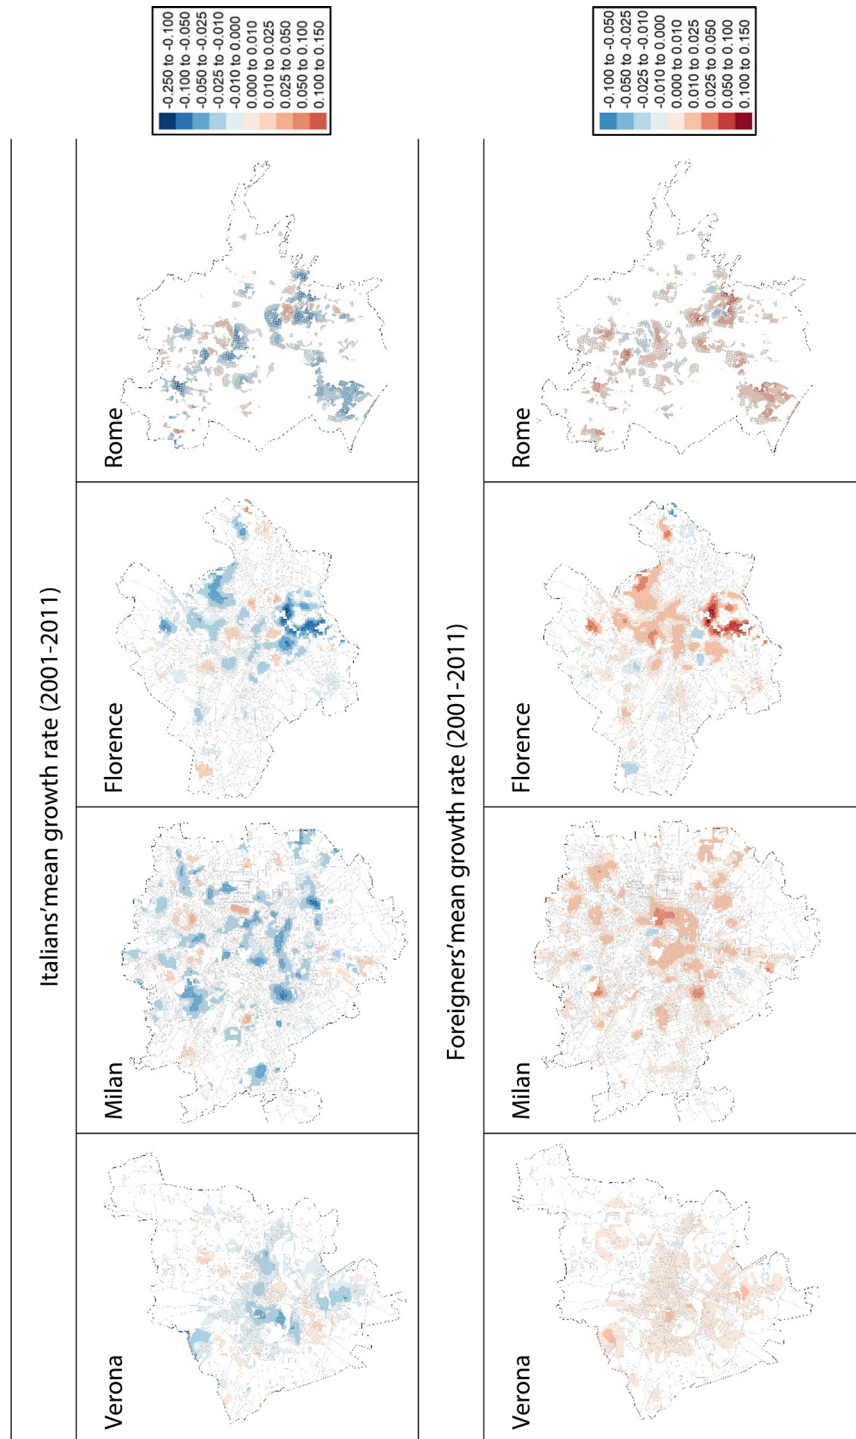 Italians'mean growth rate (2001-2011)
Verona
Milan
Florence
Rome
-0.250 to -0.100
-0.100 to -0.050
-0.050 to -0.025
-0.025 to -0.010
-0.010 to 0.000
0.000 to 0.010
0.010 to 0.025
0.025 to 0.050
0.050 to 0.100
0.100 to 0.150
Foreigners'mean growth rate (2001-2011)
Verona
Milan
Florence
Rome
-0.100 to -0.050
-0.050 to -0.025
-0.025 to -0.010
-0.010 to 0.000
0.000 to 0.010
0.010 to 0.025
0.025 to 0.050
0.050 to 0.100
0.100 to 0.150